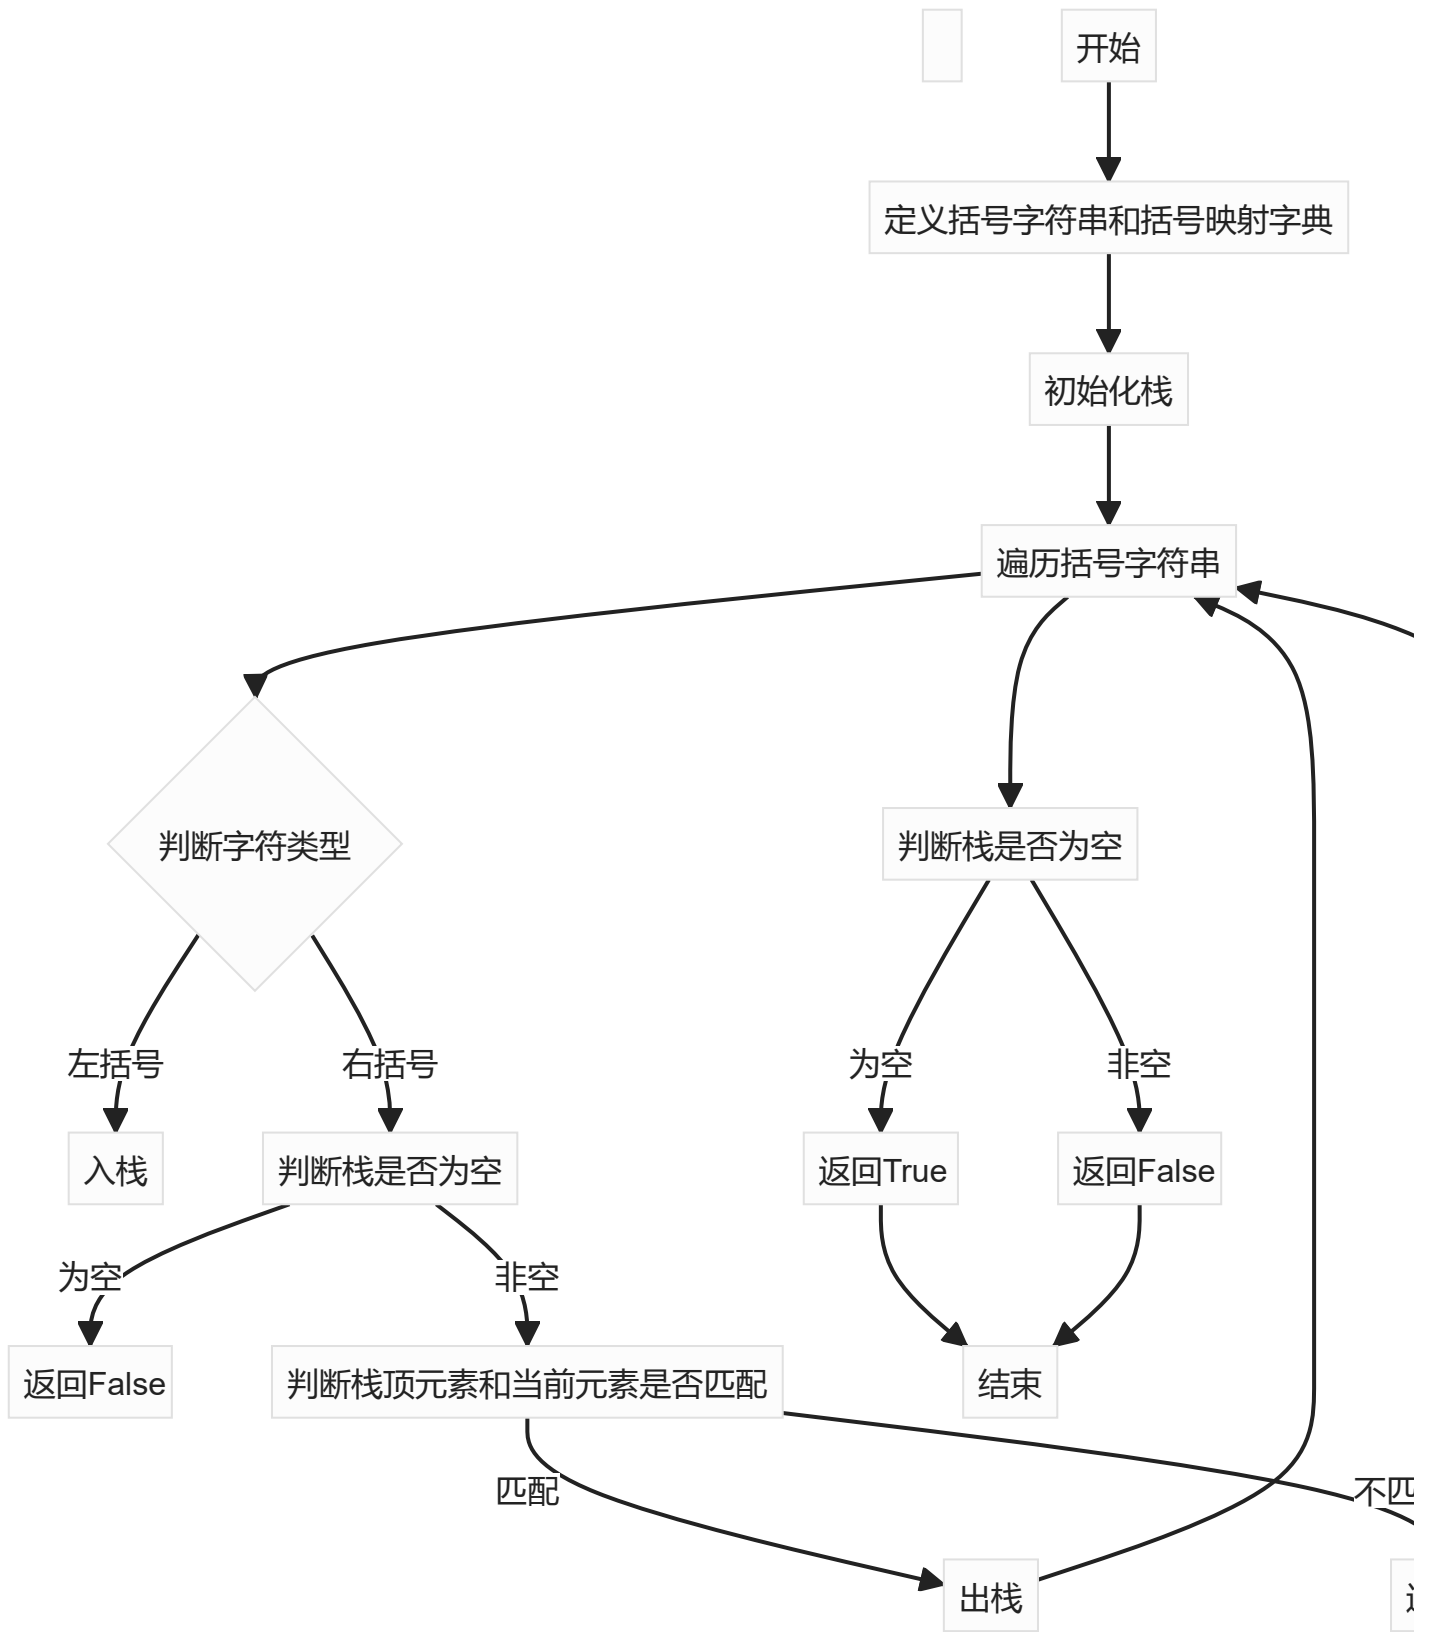 开始
定义括号字符串和括号映射字典
初始化栈
遍历括号字符串
判断字符类型
判断栈是否为空
左括号
右括号
为空
非空
入栈
判断栈是否为空
返回True
返回False
为空
非空
返回False
判断栈顶元素和当前元素是否匹配
结束
匹配
不匹
出栈